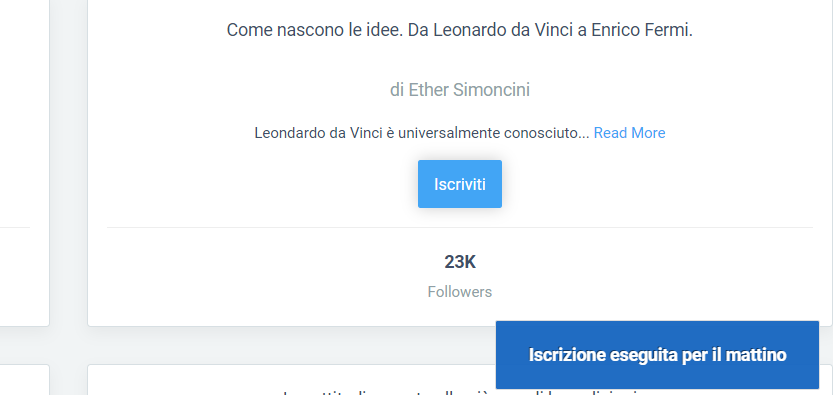 Come nascono le idee. Da Leonardo da Vinci a Enrico Fermi.
di Ether Simoncini
Leondardo da Vinci è universalmente conosciuto... Read More
Iscriviti
23K
Followers
Iscrizione eseguita per il mattino